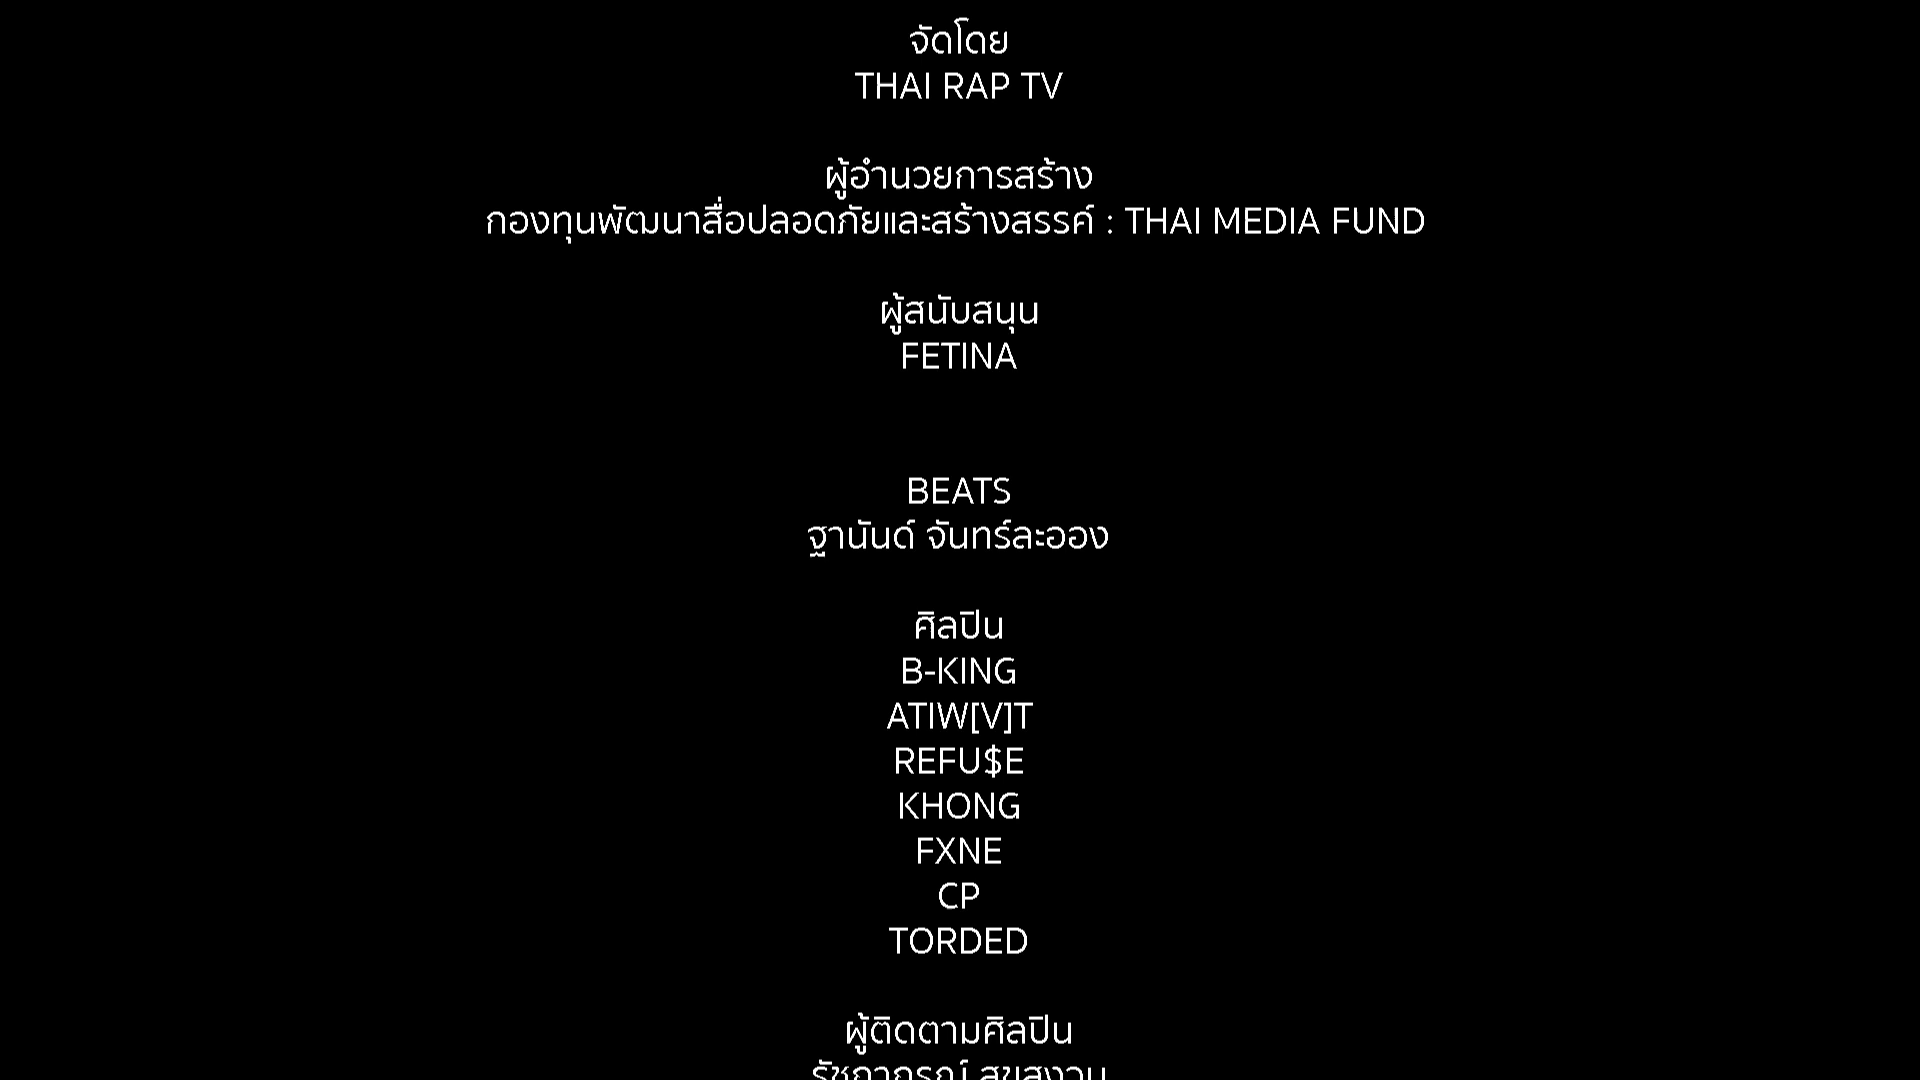 จัดโดย
THAI RAP TV
ผู้อำนวยการสร้าง
กองทุนพัฒนาสื่อปลอดภัยและสร้างสรรค์ : THAI MEDIA FUND
ผู้สนับสนุน
FETINA
BEATS
ฐานันด์ จันทร์ละออง
ศิลปิน
B-KING
ATIW[V]T
REFU$E
KHONG
FXNE
CP
TORDED
ผู้ติดตามศิลปิน